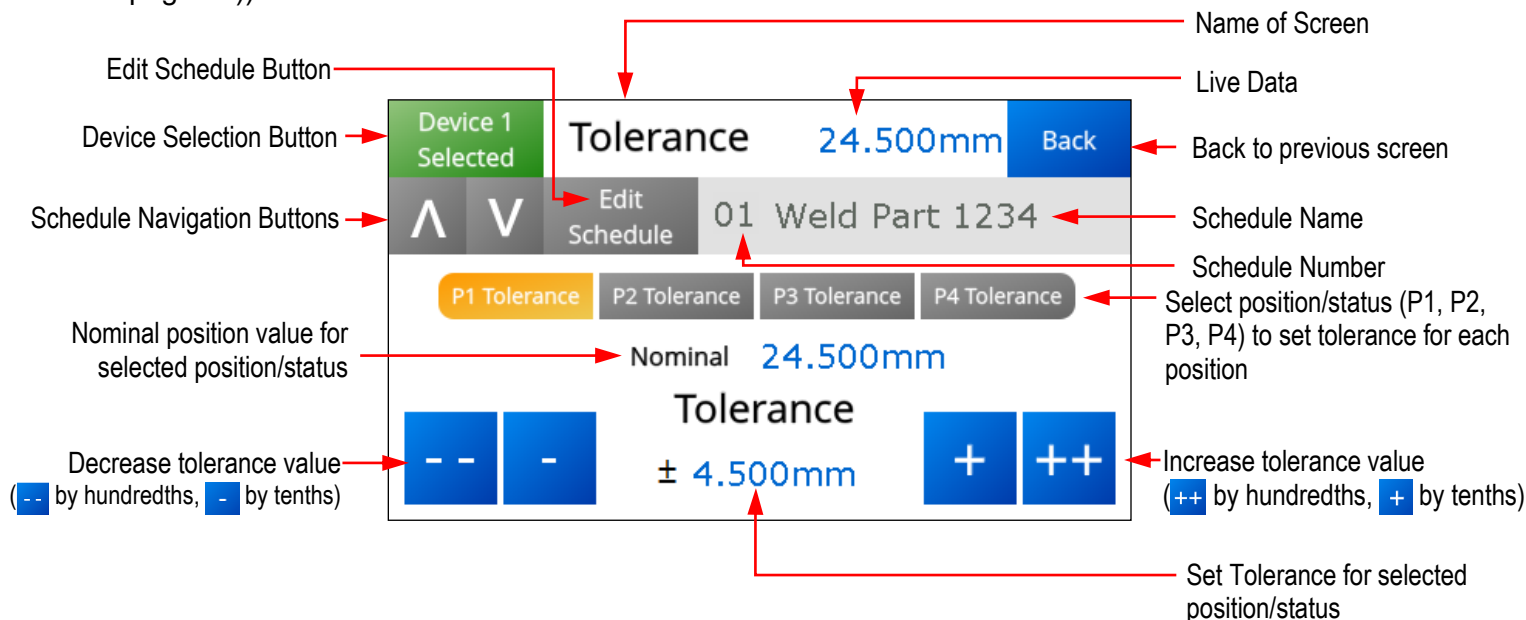 Name of Screen
Edit Schedule Button
Live Data
Device 1
Selected
Tolerance
24.500mm
Back
Device Selection Button
Back to previous screen
Schedule Navigation Buttons
Λ
V
Edit
Schedule
01 Weld Part 1234
Schedule Name
Schedule Number
P1 Tolerance
P2 Tolerance
P3 Tolerance
P4 Tolerance
Select position/status (P1, P2,
P3, P4) to set tolerance for each
position
Nominal position value for
selected position/status
Nominal 24.500mm
Tolerance
- -
-
± 4.500mm
+
++
Decrease tolerance value
(-- by hundredths, - by tenths)
Increase tolerance value
(++ by hundredths, + by tenths)
Set Tolerance for selected
position/status